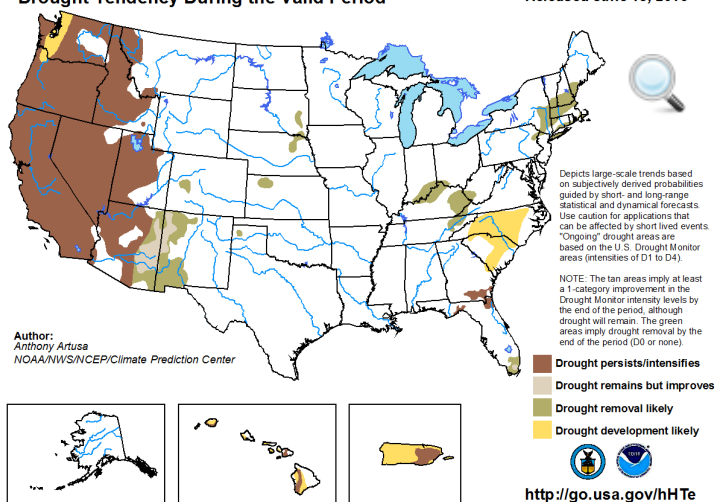 Drought Tendency During the Valid Period
Depicts large-scale trends based
on subjectively derived probabilities
guided by short- and long-range
statistical and dynamical forecasts.
Use caution for applications that
can be affected by short lived events.
"Ongoing" drought areas are
based on the U.S. Drought Monitor
areas (intensities of D1 to D4).
NOTE: The tan areas imply at least
a 1-category improvement in the
Drought Monitor intensity levels by
the end of the period, although
drought will remain. The green
areas imply drought removal by the
end of the period (D0 or none).
Author:
Anthony Artusa
NOAA/NWS/NCEP/Climate Prediction Center
Drought persists/intensifies
Drought remains but improves
Drought removal likely
Drought development likely
http://go.usa.gov/hHTe